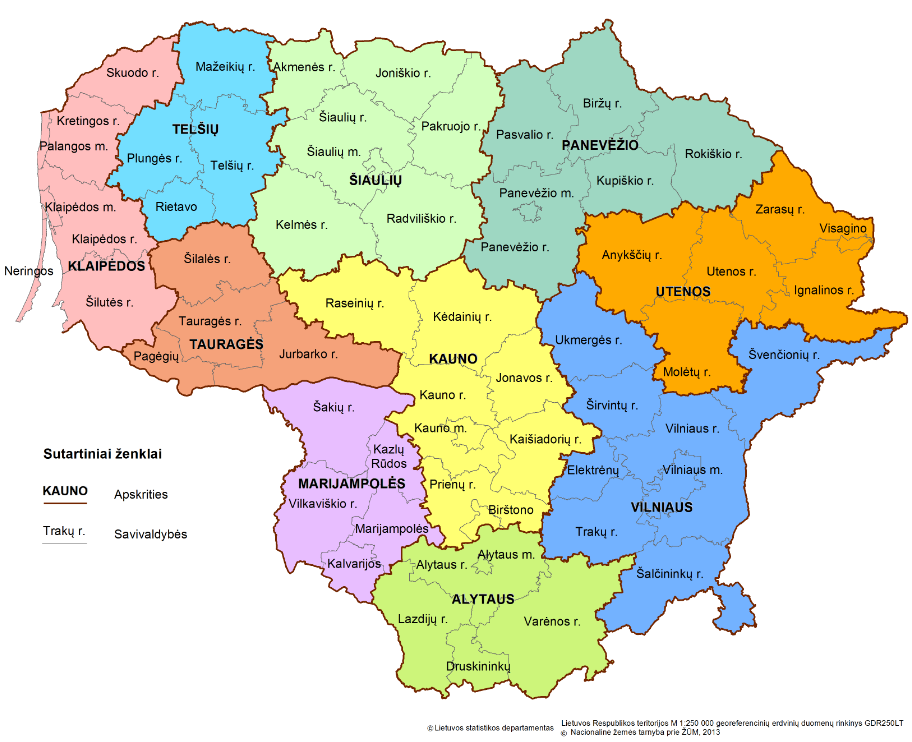 Skuodo r.
Mažeikių r.
Akmenės r.
Joniškio r.
Kretingos r.
Palangos m.
TELŠIŲ
Plungės r.
Telšių r.
Rietavo
Šiaulių r.
Šiaulių m.
Pakruojo r.
ŠIAULIŲ
Kelmės r.
Radviliškio r.
Biržų r.
Pasvalio r.
PANEVĖŽIO
Rokiškio r.
Kupiškio r.
Panevėžio m.
Panevėžio r.
Klaipėdos m.
Klaipėdos r.
Neringos
KLAIPĖDOS
Šilutės r.
Šilalės r.
Tauragės r.
TAURAGĖS
Pagėgių
Jurbarko r.
Raseinių r.
Kėdainių r.
KAUNO
Jonavos r.
Kauno r.
Kauno m.
Kaišiadorių r.
Prienų r.
Birštono
Zarasų r.
Visagino
Anykščių r.
Utenos r.
UTENOS
Ignalinos r.
Molėtų r.
Ukmergės r.
Švenčionių r.
Širvintų r.
Vilniaus r.
Elektrėnų
Vilniaus m.
VILNIAUS
Trakų r.
Šalčininkų r.
Šakių r.
Kazlų
Rūdos
MARIJAMPOLĖS
Vilkaviškio r.
Marijampolės
Kalvarijos
Alytaus r.
Alytaus m.
ALYTAUS
Lazdijų r.
Varėnos r.
Druskininkų
Sutartiniai ženklai
KAUNO Apskrities
Trakų r. Savivaldybės
© Lietuvos statistikos departamentas
Lietuvos Respublikos teritorijos M 1:250 000 georeferencinių erdvinių duomenų rinkinys GDR250LT
© Nacionalinė žemės tarnyba prie ŽŪM, 2013